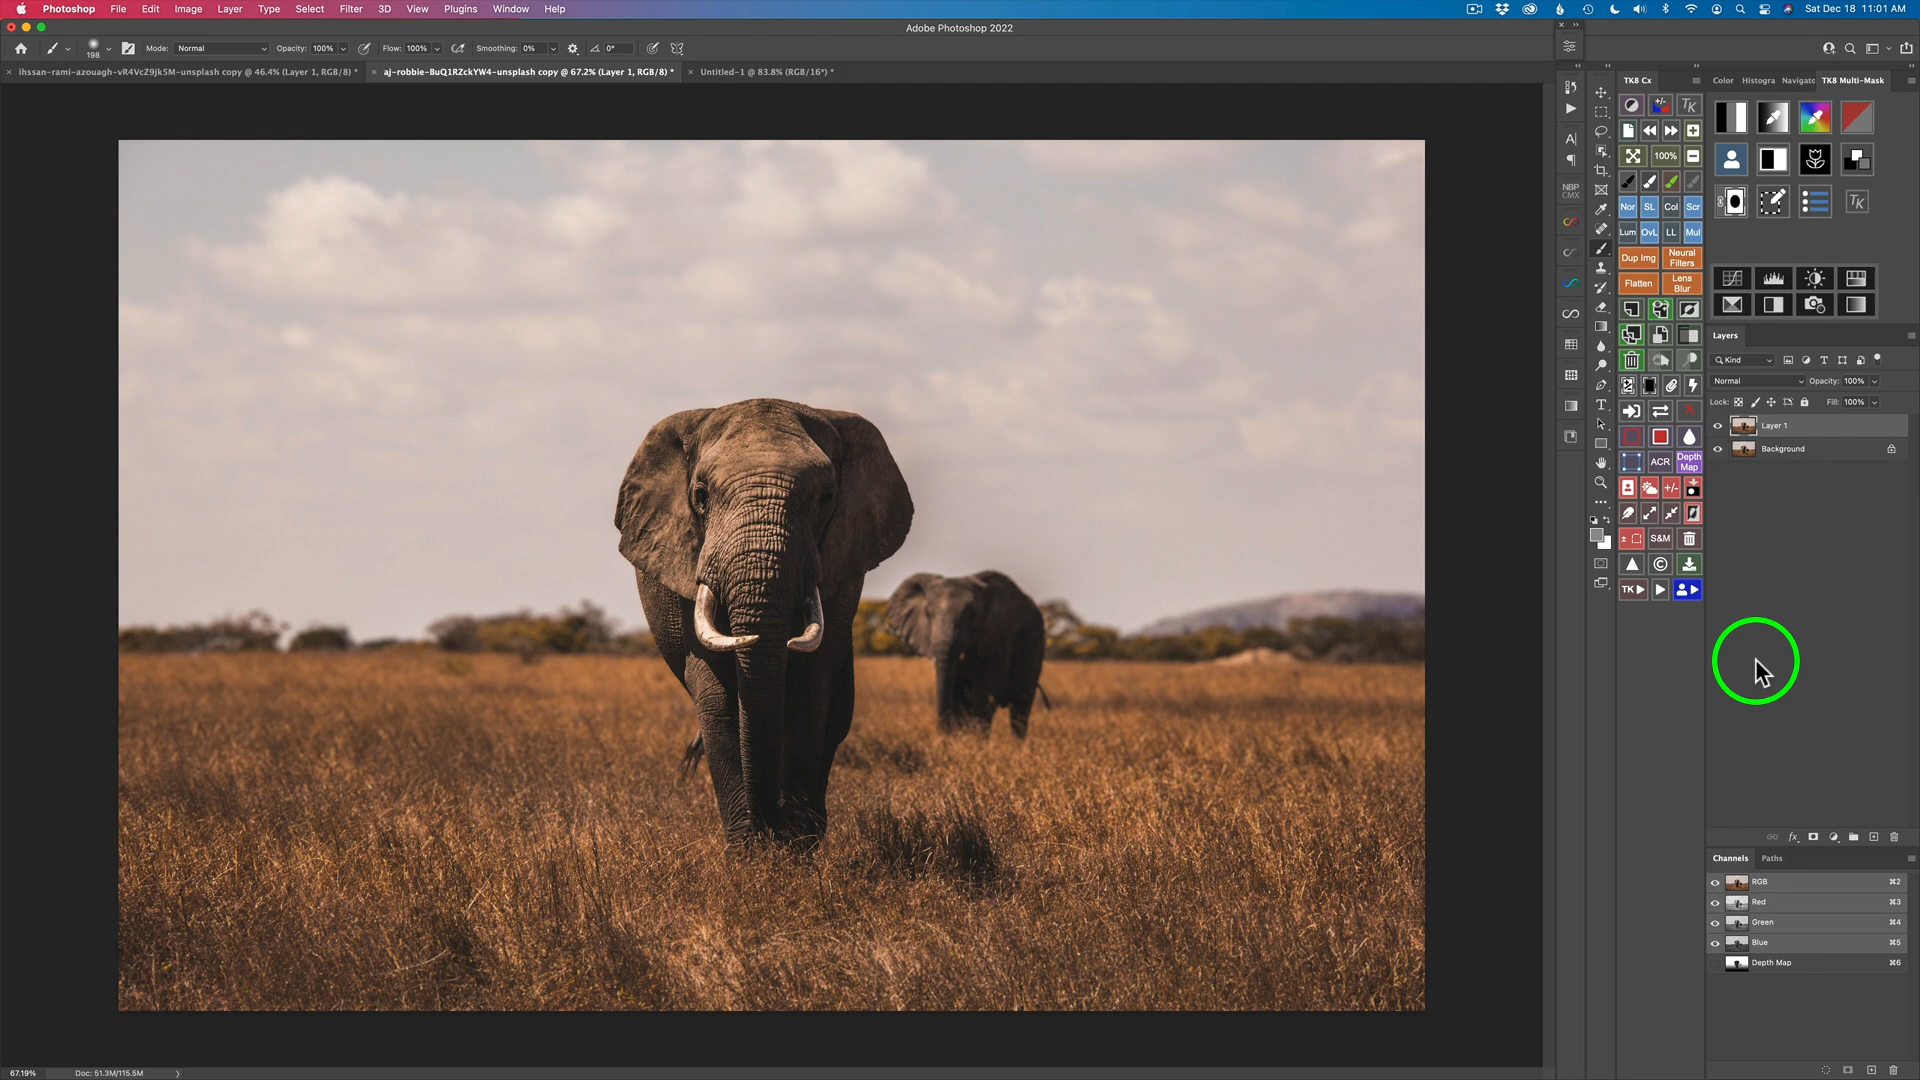 Photoshop File Edit Image Layer Type Select Filter 3D View Plugins Window Help Sat Dec 18 11:01 AM
Adobe Photoshop 2022
198 Mode: Normal Opacity: 100% Flow: 100% Smoothing: 0% 0°
ihssan-rami-azouagh-vR4VcZ9jk5M-unsplash copy @ 46.4% (Layer 1, RGB/8) * aj-robbie-BuQ1RZckYW4-unsplash copy @ 67.2% (Layer 1, RGB/8) * Untitled-1 @ 83.8% (RGB/16*) *
TK8 Cx
Color Histogra Navigato TK8 Multi-Mask
+/- TK
100%
NBP
CMX
Nor SL Col Scr
Lum OvL LL Mul
Dup Img Neural Filters
Flatten Lens Blur
ACR Depth Map
+/-
S&M
TK
TK
Layers
Kind
Normal Opacity: 100%
Lock: Fill: 100%
Layer 1
Background
fx
Channels Paths
RGB ⌘2
Red ⌘3
Green ⌘4
Blue ⌘5
Depth Map ⌘6
67.19% Doc: 51.3M/115.5M